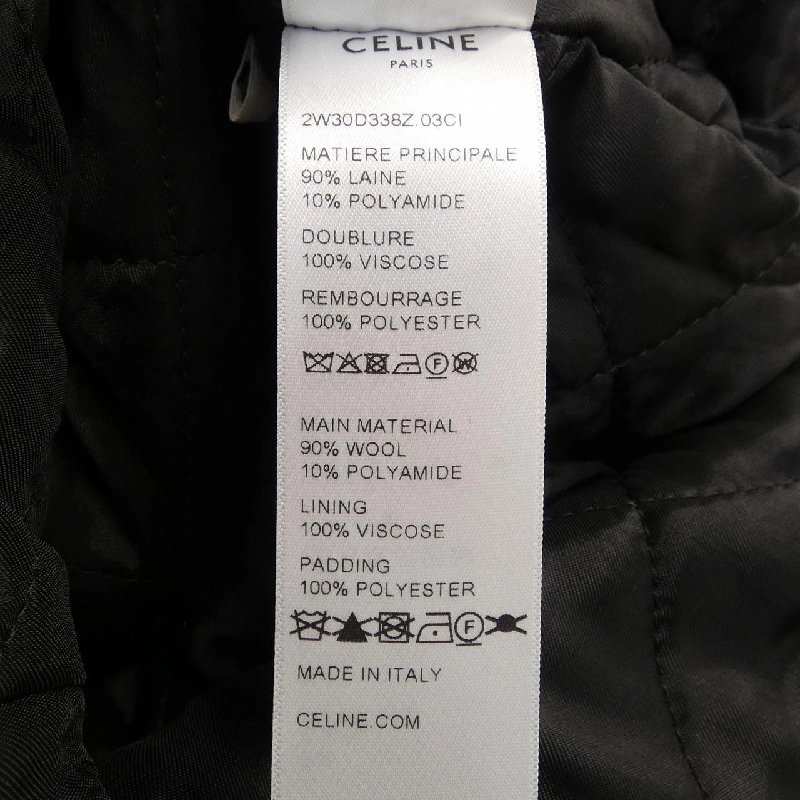 CELINE
PARIS
2W30D338Z.03CI
MATIERE PRINCIPALE
90% LAINE
10% POLYAMIDE
DOUBLURE
100% VISCOSE
REMBOURRAGE
100% POLYESTER
MAIN MATERIAL
90% WOOL
10% POLYAMIDE
LINING
100% VISCOSE
PADDING
100% POLYESTER
MADE IN ITALY
CELINE.COM